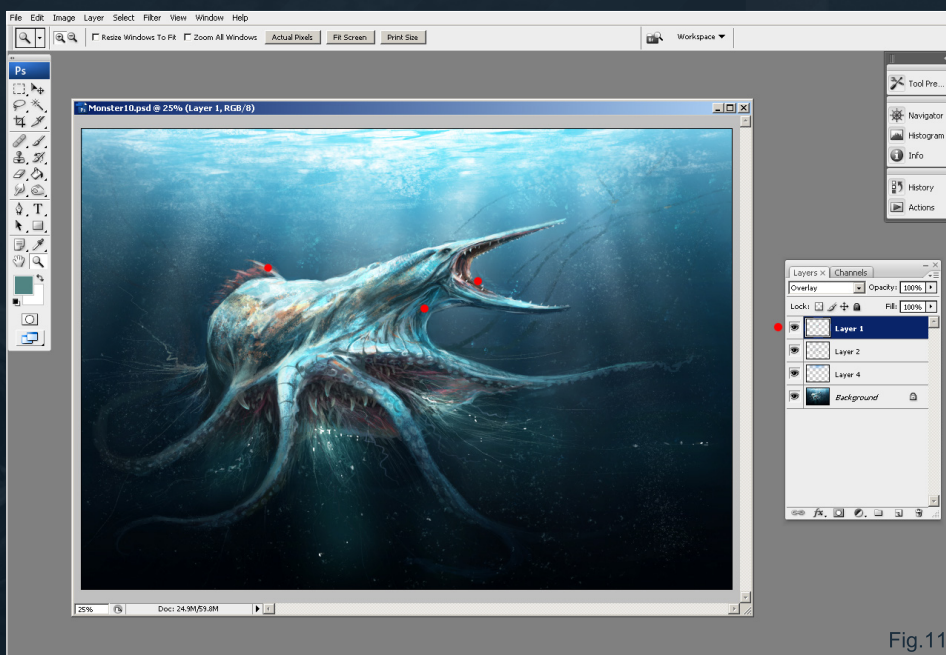 File Edit Image Layer Select Filter View Window Help
Resize Windows To Fit Zoom All Windows Actual Pixels Fit Screen Print Size Workspace
Ps
Monster10.psd @ 25% (Layer 1, RGB/8)
Tool Pre...
Navigator
Histogram
Info
History
Actions
Layers × Channels
Overlay Opacity: 100%
Lock: Fill: 100%
Layer 1
Layer 2
Layer 4
Background
25% Doc: 24.9M/59.8M
Fig.11